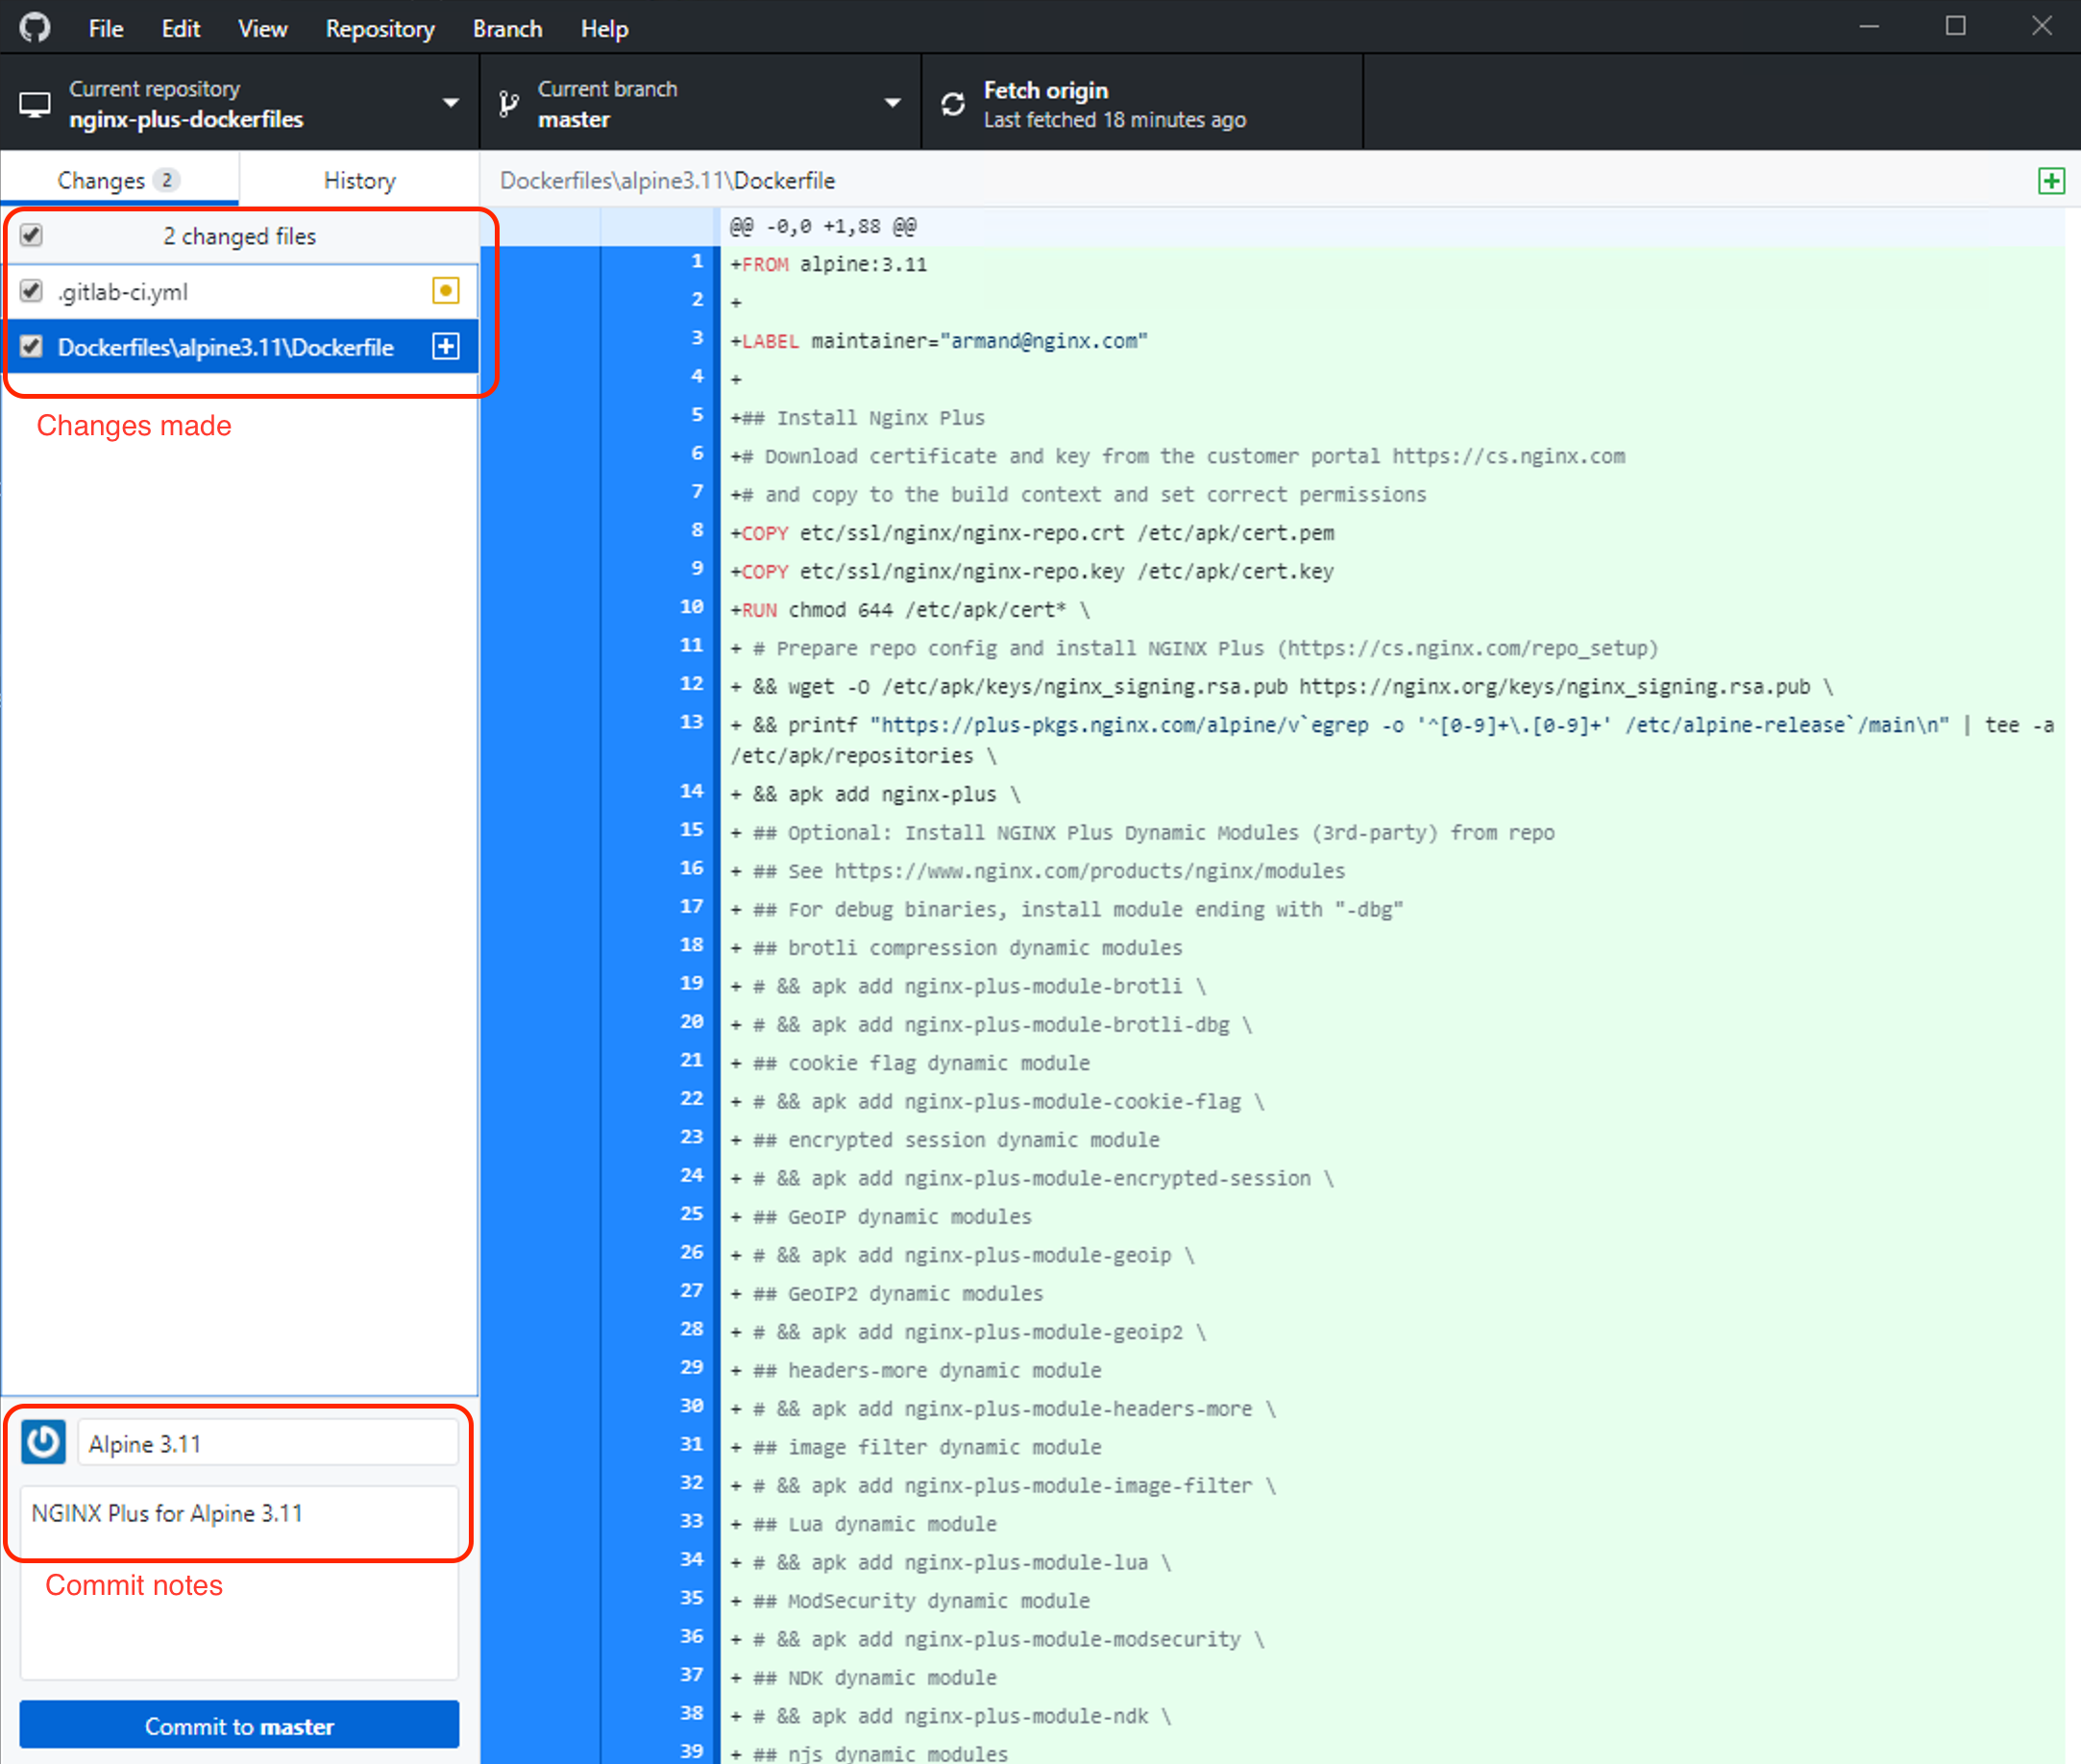 File Edit View Repository Branch Help
Current repository
nginx-plus-dockerfiles
Current branch
master
Fetch origin
Last fetched 18 minutes ago
Changes 2 History
Dockerfiles\alpine3.11\Dockerfile
2 changed files
.gitlab-ci.yml
Dockerfiles\alpine3.11\Dockerfile
Changes made
Alpine 3.11
NGINX Plus for Alpine 3.11
Commit notes
Commit to master
@@ -0,0 +1,88 @@
1 +FROM alpine:3.11
2 +
3 +LABEL maintainer="armand@nginx.com"
4 +
5 +## Install Nginx Plus
6 +# Download certificate and key from the customer portal https://cs.nginx.com
7 +# and copy to the build context and set correct permissions
8 +COPY etc/ssl/nginx/nginx-repo.crt /etc/apk/cert.pem
9 +COPY etc/ssl/nginx/nginx-repo.key /etc/apk/cert.key
10 +RUN chmod 644 /etc/apk/cert* \
11 + # Prepare repo config and install NGINX Plus (https://cs.nginx.com/repo_setup)
12 + && wget -O /etc/apk/keys/nginx_signing.rsa.pub https://nginx.org/keys/nginx_signing.rsa.pub \
13 + && printf "https://plus-pkgs.nginx.com/alpine/v`egrep -o '^[0-9]+\.[0-9]+' /etc/alpine-release`/main\n" | tee -a
/etc/apk/repositories \
14 + && apk add nginx-plus \
15 + ## Optional: Install NGINX Plus Dynamic Modules (3rd-party) from repo
16 + ## See https://www.nginx.com/products/nginx/modules
17 + ## For debug binaries, install module ending with "-dbg"
18 + ## brotli compression dynamic modules
19 + # && apk add nginx-plus-module-brotli \
20 + # && apk add nginx-plus-module-brotli-dbg \
21 + ## cookie flag dynamic module
22 + # && apk add nginx-plus-module-cookie-flag \
23 + ## encrypted session dynamic module
24 + # && apk add nginx-plus-module-encrypted-session \
25 + ## GeoIP dynamic modules
26 + # && apk add nginx-plus-module-geoip \
27 + ## GeoIP2 dynamic modules
28 + # && apk add nginx-plus-module-geoip2 \
29 + ## headers-more dynamic module
30 + # && apk add nginx-plus-module-headers-more \
31 + ## image filter dynamic module
32 + # && apk add nginx-plus-module-image-filter \
33 + ## Lua dynamic module
34 + # && apk add nginx-plus-module-lua \
35 + ## ModSecurity dynamic module
36 + # && apk add nginx-plus-module-modsecurity \
37 + ## NDK dynamic module
38 + # && apk add nginx-plus-module-ndk \
39 + ## njs dynamic modules